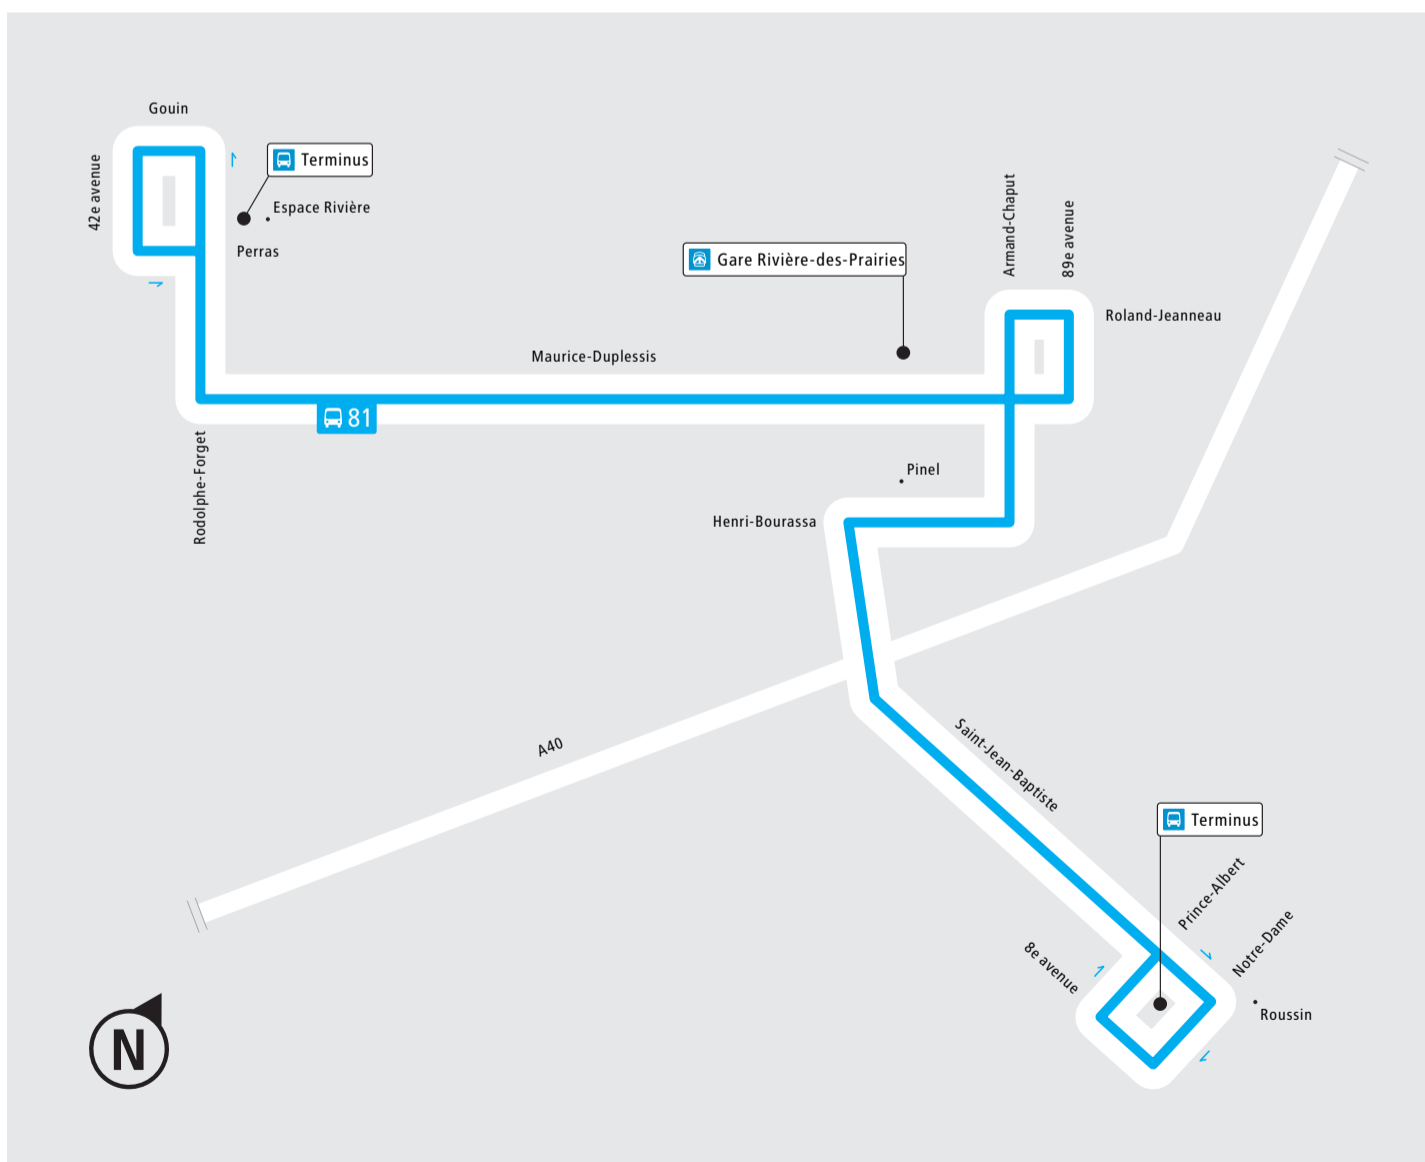 Gouin
42e avenue
Terminus
Espace Rivière
Perras
Armand-Chaput
89e avenue
Gare Rivière-des-Prairies
Roland-Jeanneau
Maurice-Duplessis
81
Rodolphe-Forget
Pinel
Henri-Bourassa
A40
Saint-Jean-Baptiste
Terminus
Prince-Albert
Notre-Dame
8e avenue
Roussin
N